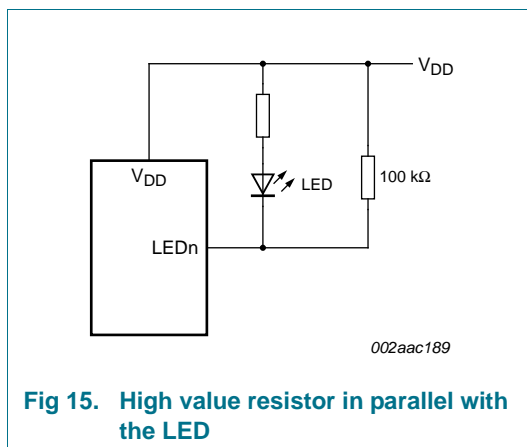 VDD
VDD
LED
100 kΩ
LEDn
002aac189
Fig 15. High value resistor in parallel with
the LED